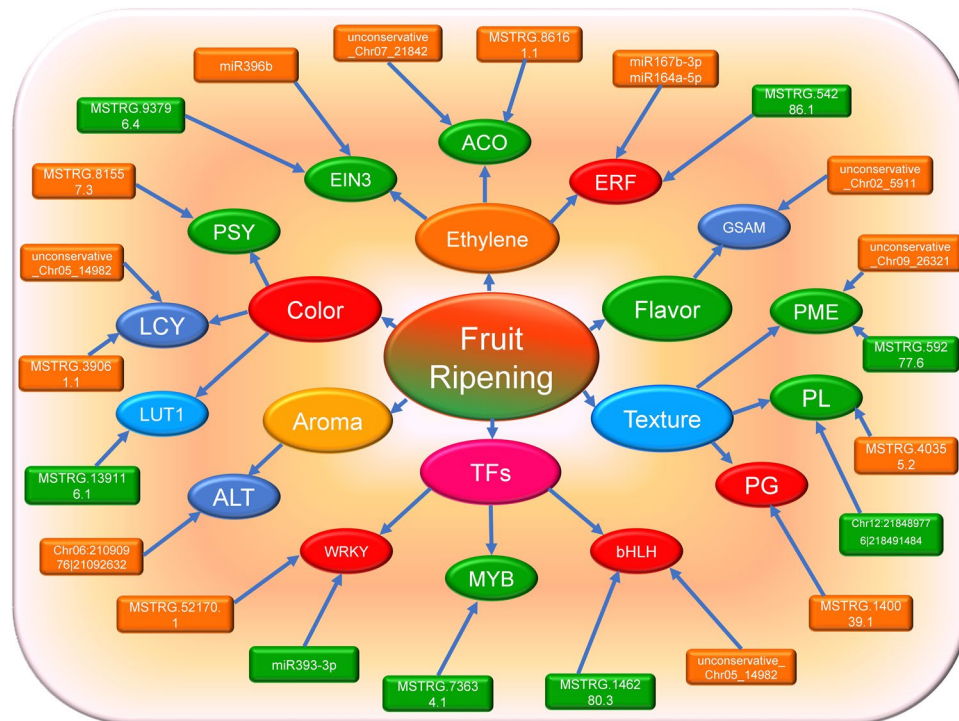 unconservative
_Chr07_21842
MSTRG.8616
1.1
miR396b
miR167b-3p
miR164a-5p
MSTRG.9379
6.4
MSTRG.542
86.1
ACO
EIN3
ERF
MSTRG.8155
7.3
unconservative
_Chr02_5911
PSY
Ethylene
GSAM
unconservative
_Chr05_14982
unconservative
_Chr09_26321
LCY
Color
Fruit
Ripening
Flavor
PME
MSTRG.3906
1.1
MSTRG.592
77.6
LUT1
Aroma
Texture
PL
MSTRG.13911
6.1
MSTRG.4035
5.2
ALT
TFs
PG
Chr06:210909
76|21092632
Chr12:21848977
6|218491484
WRKY
MYB
bHLH
MSTRG.52170.
1
MSTRG.1400
39.1
miR393-3p
MSTRG.7363
4.1
MSTRG.1462
80.3
unconservative_
Chr05_14982